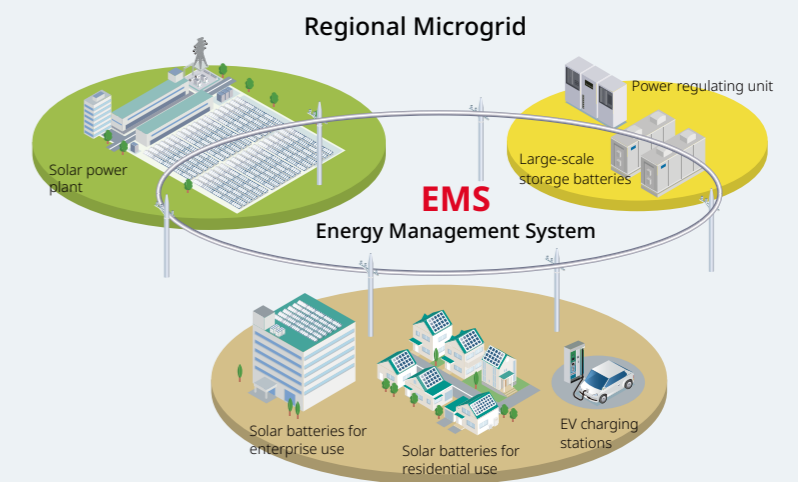 Regional Microgrid
Power regulating unit
Solar power
plant
Large-scale
storage batteries
EMS
Energy Management System
Solar batteries for
enterprise use
Solar batteries for
residential use
EV charging
stations